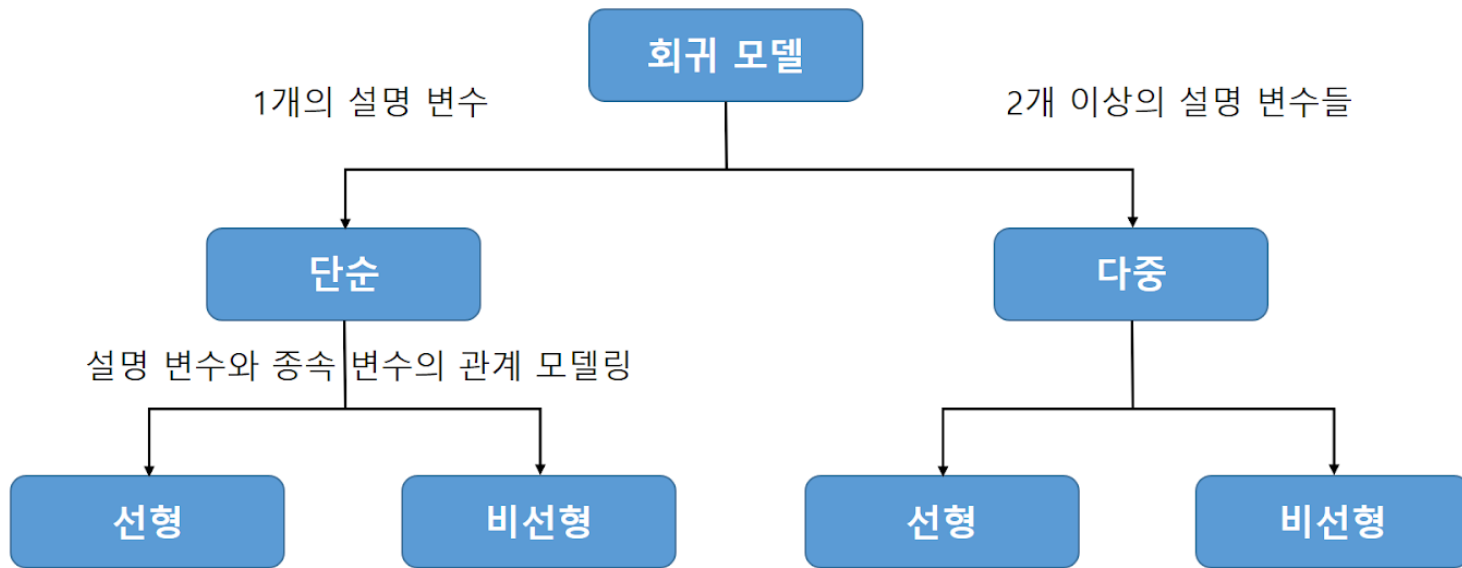 회귀 모델
1개의 설명 변수
2개 이상의 설명 변수들
단순
다중
설명 변수와 종속 변수의 관계 모델링
선형
비선형
선형
비선형